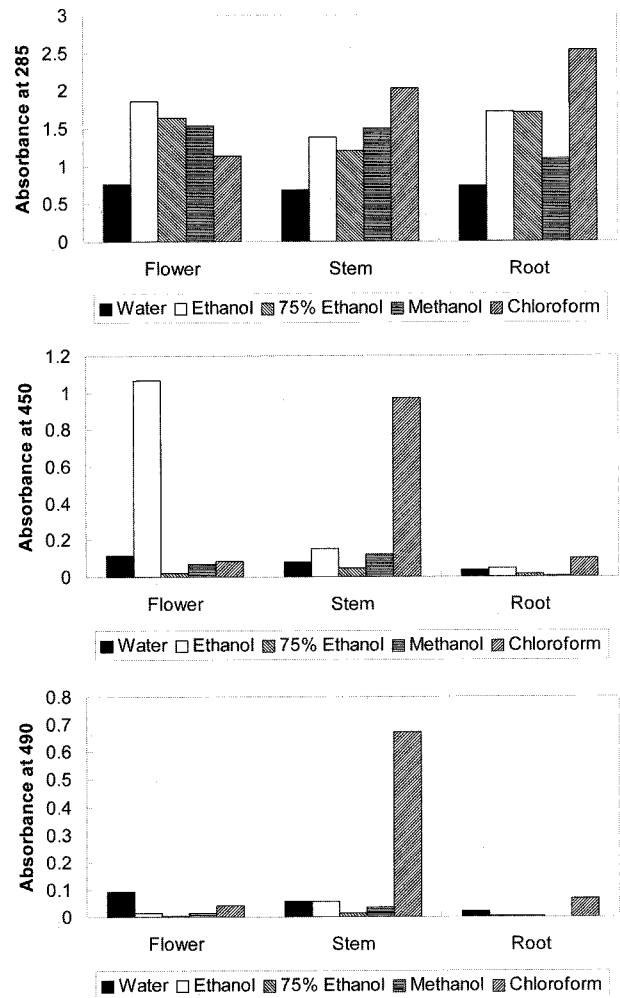 Absorbance at 285
3
2.5
2
1.5
1
0.5
0
Flower Stem Root
Water Ethanol 75% Ethanol Methanol Chloroform
Absorbance at 450
1.2
1
0.8
0.6
0.4
0.2
0
Flower Stem Root
Water Ethanol 75% Ethanol Methanol Chloroform
Absorbance at 490
0.8
0.7
0.6
0.5
0.4
0.3
0.2
0.1
0
Flower Stem Root
Water Ethanol 75% Ethanol Methanol Chloroform